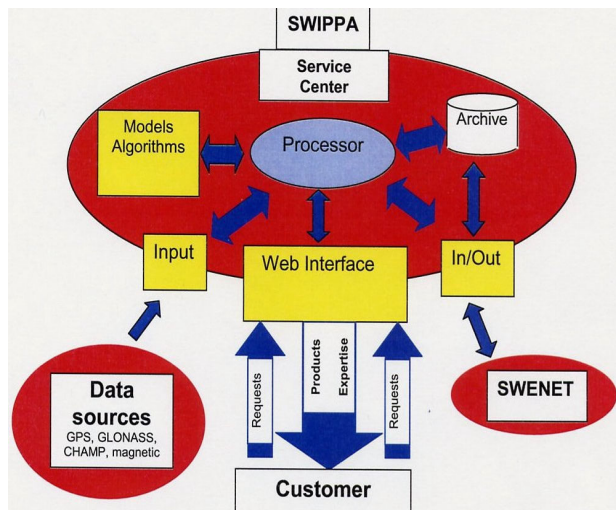 SWIPPA
Service
Center
Models
Algorithms
Processor
Archive
Input
Web Interface
In/Out
Requests
Products
Expertise
Requests
Data
sources
GPS, GLONASS,
CHAMP, magnetic
SWENET
Customer